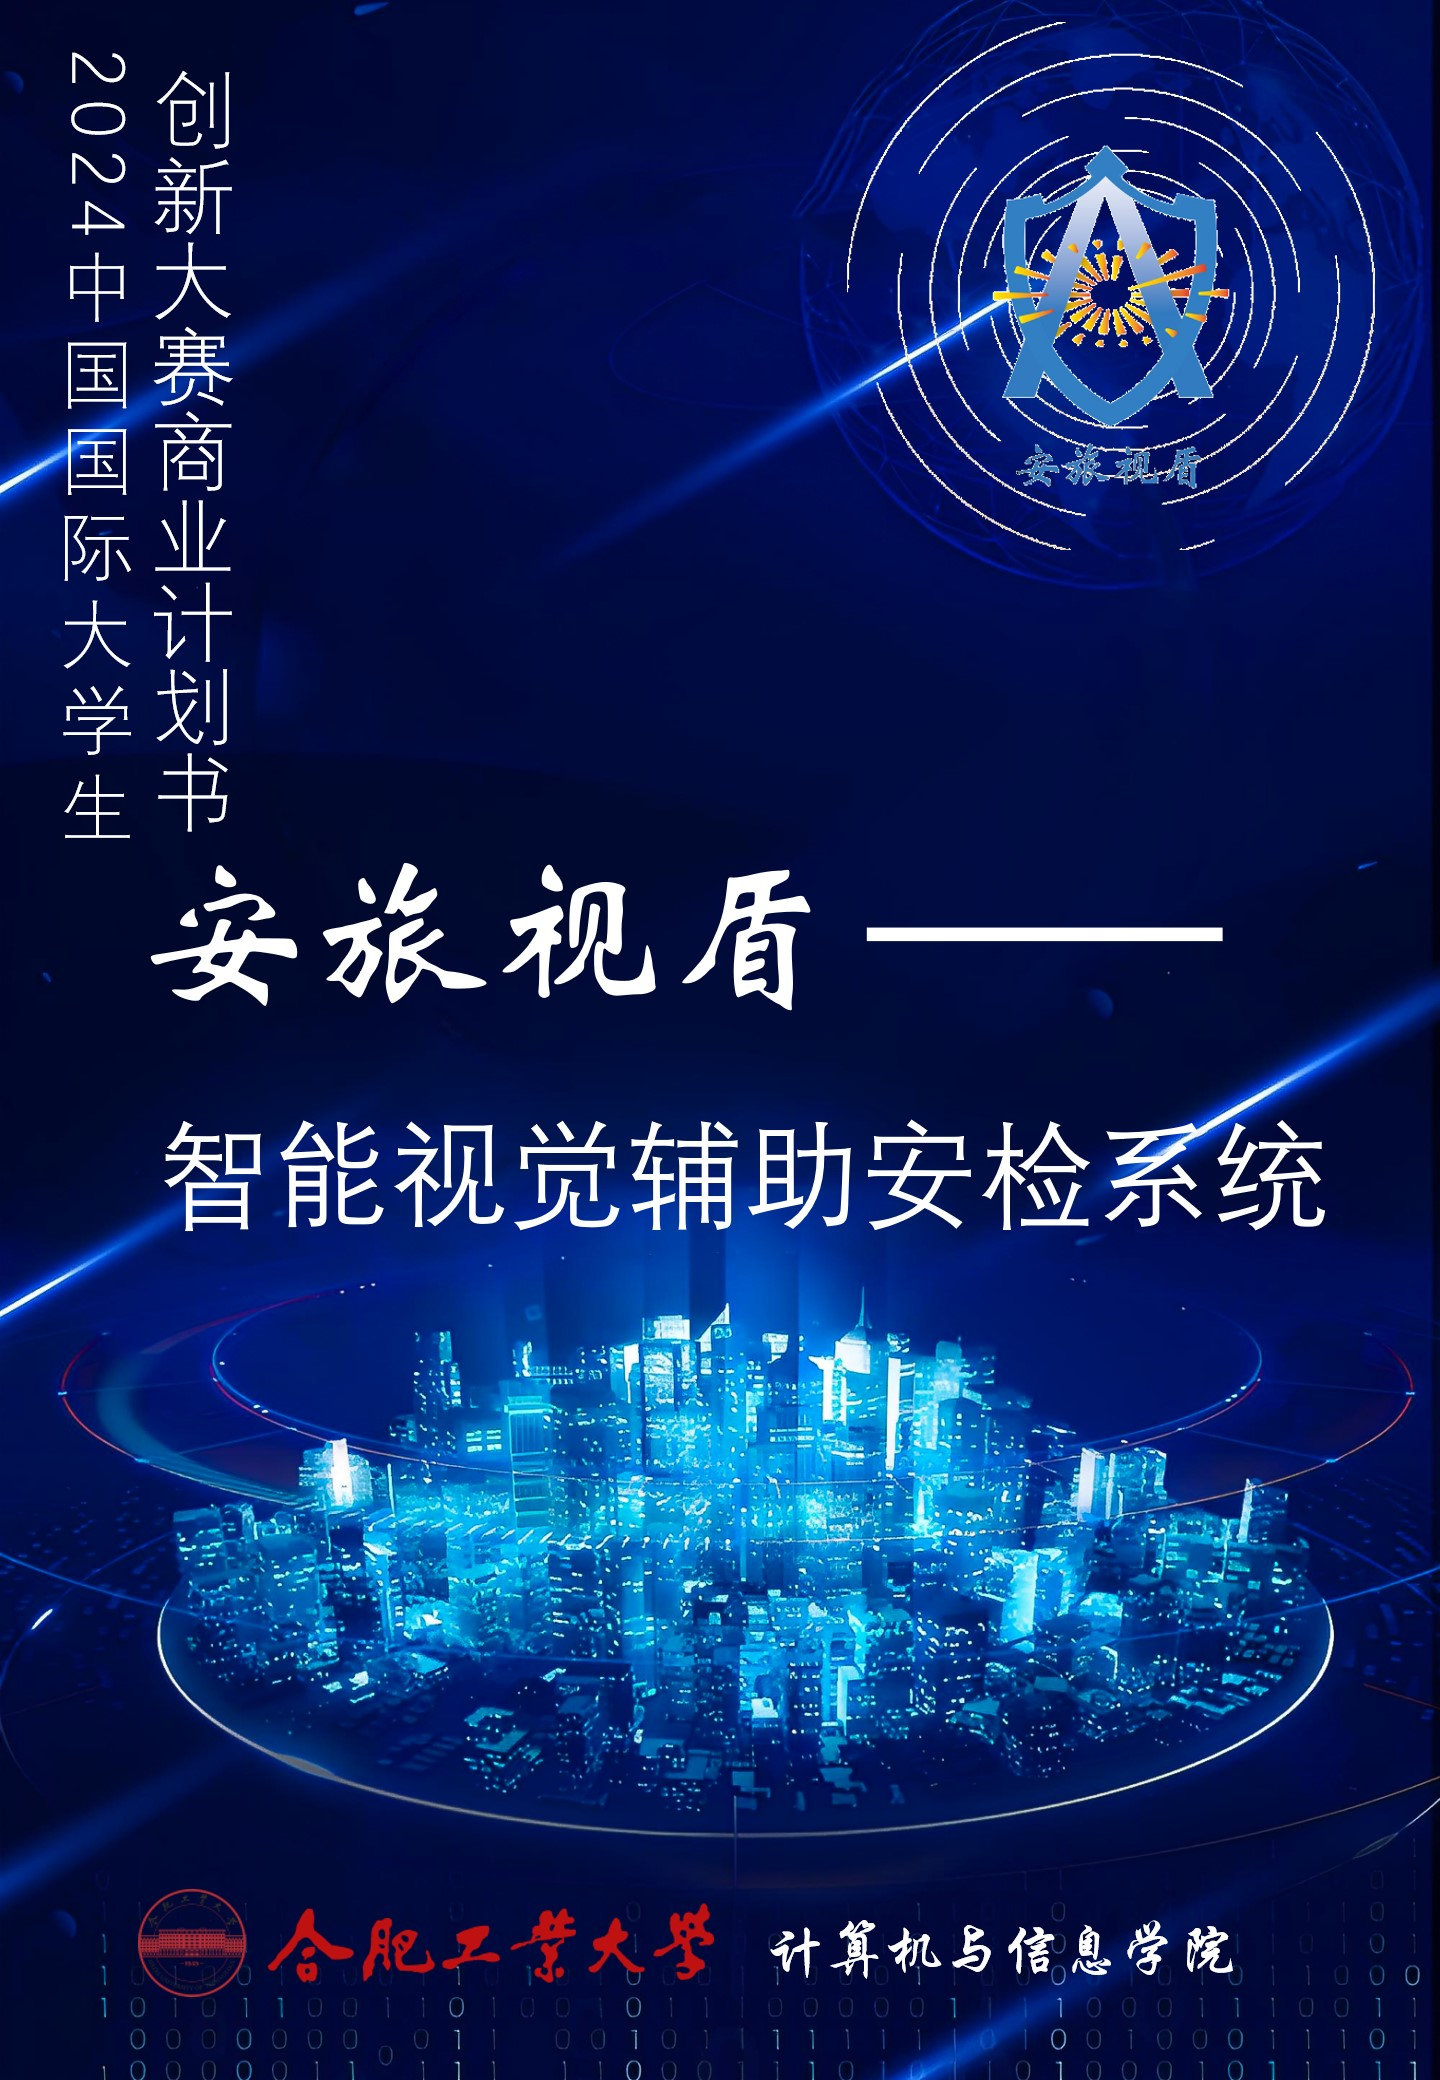 2024中国国际大学生
创新大赛商业计划书
安旅视盾
安旅视盾——
智能视觉辅助安检系统
合肥工业大学
计算机与信息学院